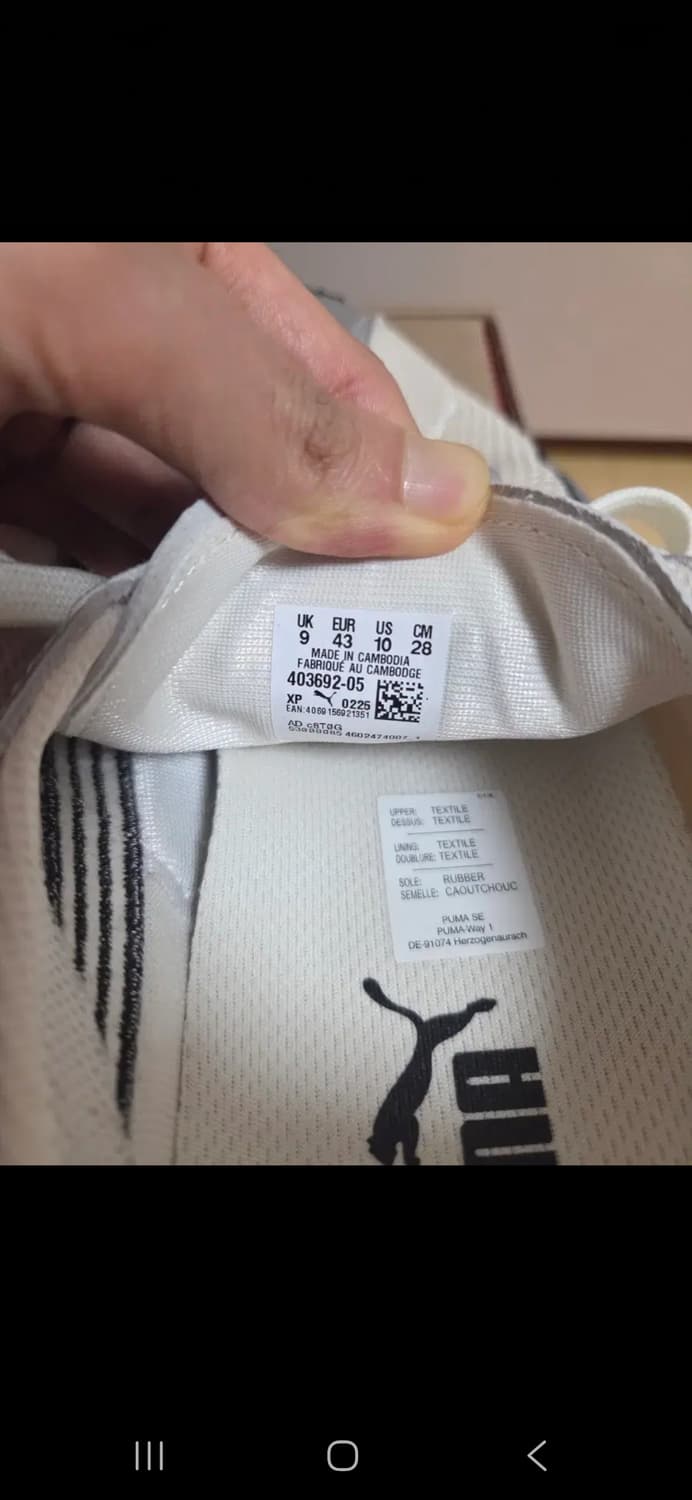 UK EUR US CM
9 43 10 28
MADE IN CAMBODIA
FABRIQUÉ AU CAMBODGE
403692-05
XP 0225
EAN:4069156921351
UPPER: TEXTILE
DESSUS: TEXTILE
LINING: TEXTILE
DOUBLURE: TEXTILE
SOLE: RUBBER
SEMELLE: CAOUTCHOUC
PUMA SE
PUMA-Way 1
DE-91074 Herzogenaurach